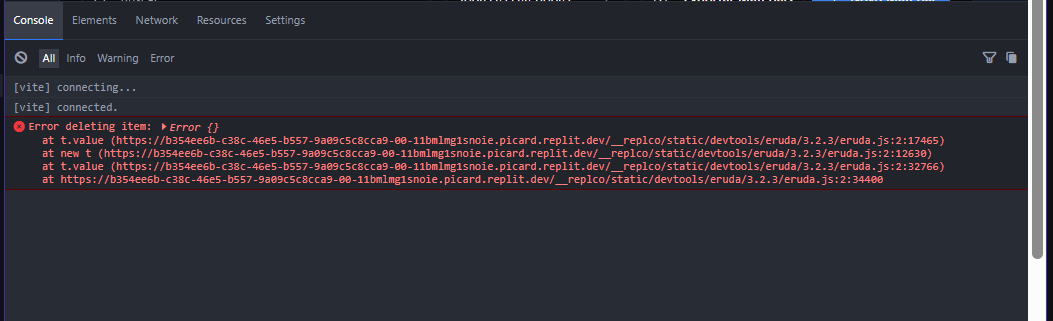 Console Elements Network Resources Settings
All Info Warning Error
[vite] connecting...
[vite] connected.
Error deleting item: Error {}
at t.value (https://b354ee6b-c38c-46e5-b557-9a09c5c8cca9-00-11bmlmg1snoie.picard.replit.dev/__replco/static/devtools/eruda/3.2.3/eruda.js:2:17465)
at new t (https://b354ee6b-c38c-46e5-b557-9a09c5c8cca9-00-11bmlmg1snoie.picard.replit.dev/__replco/static/devtools/eruda/3.2.3/eruda.js:2:12630)
at t.value (https://b354ee6b-c38c-46e5-b557-9a09c5c8cca9-00-11bmlmg1snoie.picard.replit.dev/__replco/static/devtools/eruda/3.2.3/eruda.js:2:32766)
at https://b354ee6b-c38c-46e5-b557-9a09c5c8cca9-00-11bmlmg1snoie.picard.replit.dev/__replco/static/devtools/eruda/3.2.3/eruda.js:2:34400